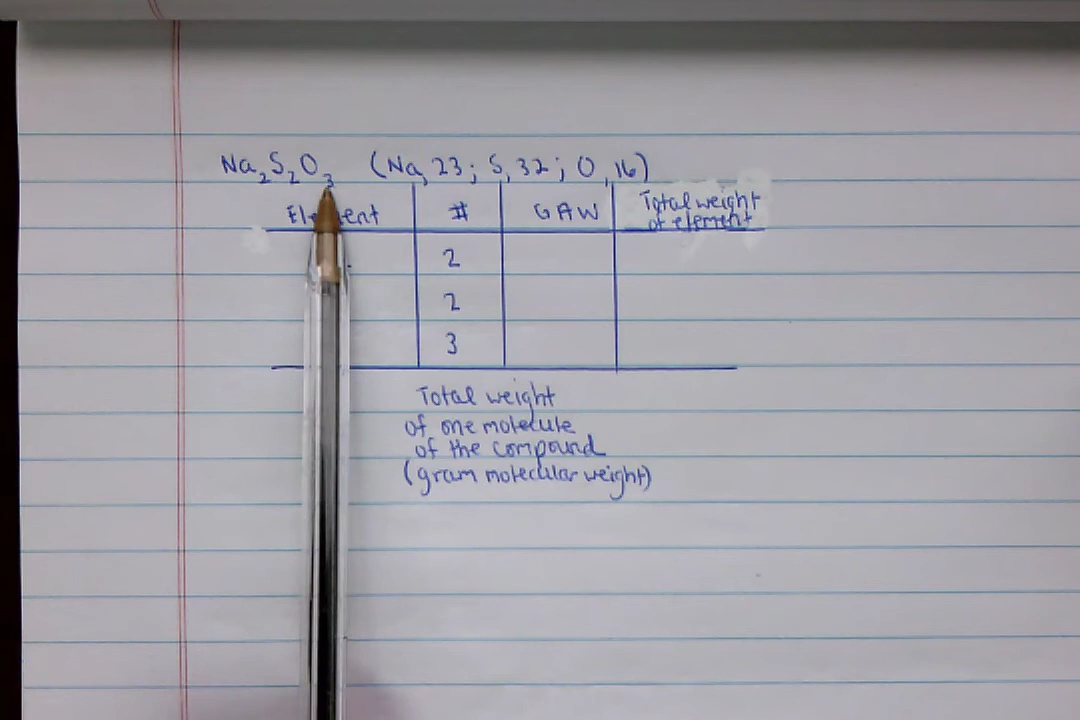 Na₂S₂O₃ (Na, 23; S, 32; O, 16)
# GAW Total weight
of element
2
2
3
Total weight
of one molecule
of the compound
(gram molecular weight)